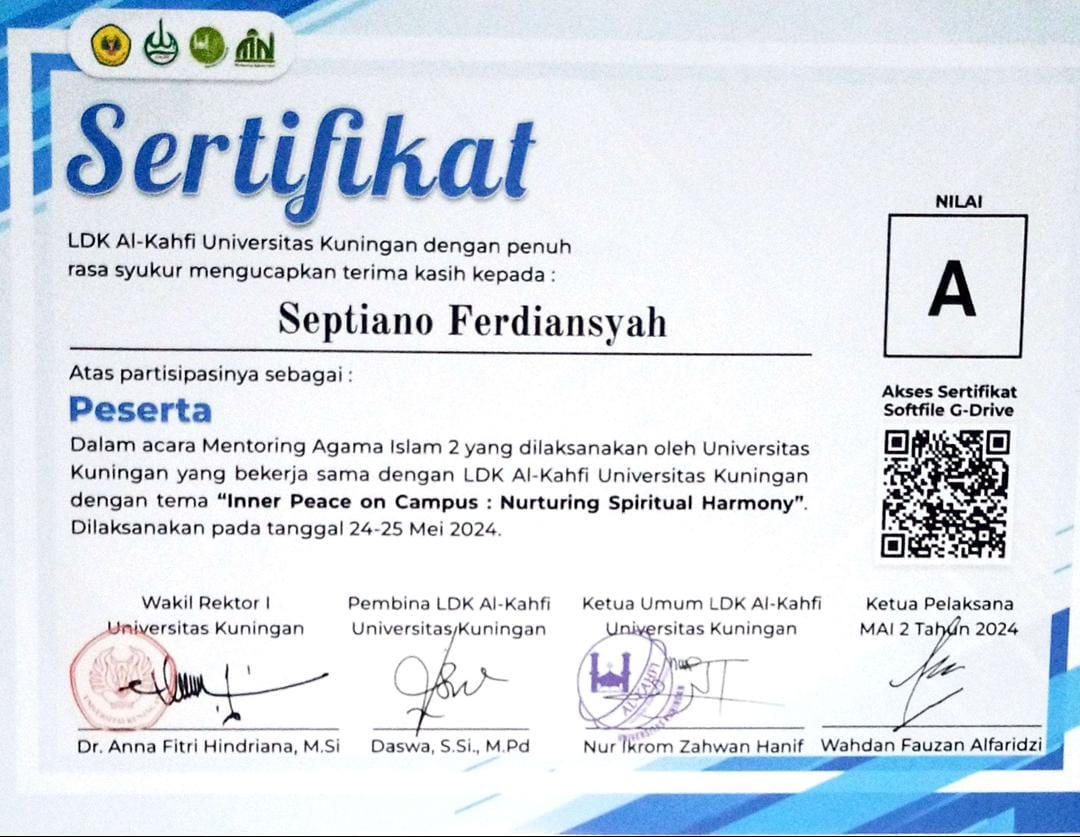 Sertifikat
LDK Al-Kahfi Universitas Kuningan dengan penuh
rasa syukur mengucapkan terima kasih kepada :
Septiano Ferdiansyah
Atas partisipasinya sebagai :
Peserta
Dalam acara Mentoring Agama Islam 2 yang dilaksanakan oleh Universitas
Kuningan yang bekerja sama dengan LDK Al-Kahfi Universitas Kuningan
dengan tema “Inner Peace on Campus : Nurturing Spiritual Harmony”.
Dilaksanakan pada tanggal 24-25 Mei 2024.
NILAI
A
Akses Sertifikat
Softfile G-Drive
Wakil Rektor I
Universitas Kuningan
Dr. Anna Fitri Hindriana, M.Si
Pembina LDK Al-Kahfi
Universitas Kuningan
Daswa, S.Si., M.Pd
Ketua Umum LDK Al-Kahfi
Universitas Kuningan
AL-KAHFI
Nur Ikrom Zahwan Hanif
Ketua Pelaksana
MAI 2 Tahun 2024
Wahdan Fauzan Alfaridzi